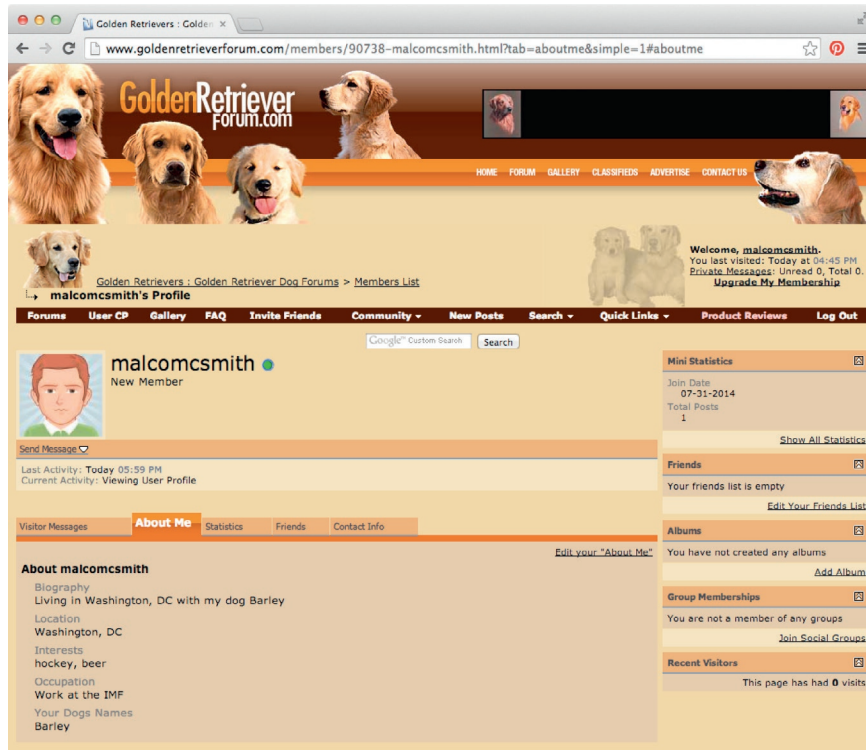 Golden Retrievers : Golden
www.goldenretrieverforum.com/members/90738-malcomcsmith.html?tab=aboutme&simple=1#aboutme
GoldenRetriever
Forum.com
HOME FORUM GALLERY CLASSIFIEDS ADVERTISE CONTACT US
Welcome, malcomcsmith.
You last visited: Today at 04:45 PM
Private Messages: Unread 0, Total 0.
Upgrade My Membership
Golden Retrievers : Golden Retriever Dog Forums > Members List
malcomcsmith's Profile
Forums User CP Gallery FAQ Invite Friends Community New Posts Search Quick Links Product Reviews Log Out
Google™ Custom Search Search
malcomcsmith
New Member
Send Message
Last Activity: Today 05:59 PM
Current Activity: Viewing User Profile
Visitor Messages About Me Statistics Friends Contact Info
Edit your "About Me"
About malcomcsmith
Biography
Living in Washington, DC with my dog Barley
Location
Washington, DC
Interests
hockey, beer
Occupation
Work at the IMF
Your Dogs Names
Barley
Mini Statistics
Join Date
07-31-2014
Total Posts
1
Show All Statistics
Friends
Your friends list is empty
Edit Your Friends List
Albums
You have not created any albums
Add Album
Group Memberships
You are not a member of any groups
Join Social Groups
Recent Visitors
This page has had 0 visits